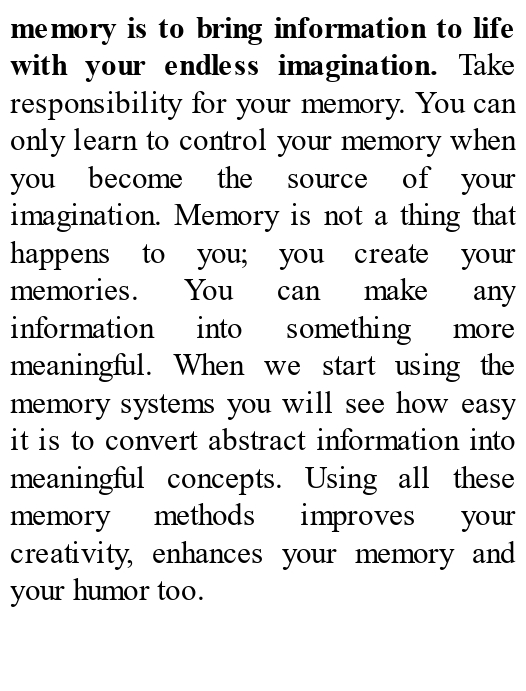 memory is to bring information to life
with your endless imagination. Take
responsibility for your memory. You can
only learn to control your memory when
you become the source of your
imagination. Memory is not a thing that
happens to you; you create your
memories. You can make any
information into something more
meaningful. When we start using the
memory systems you will see how easy
it is to convert abstract information into
meaningful concepts. Using all these
memory methods improves your
creativity, enhances your memory and
your humor too.